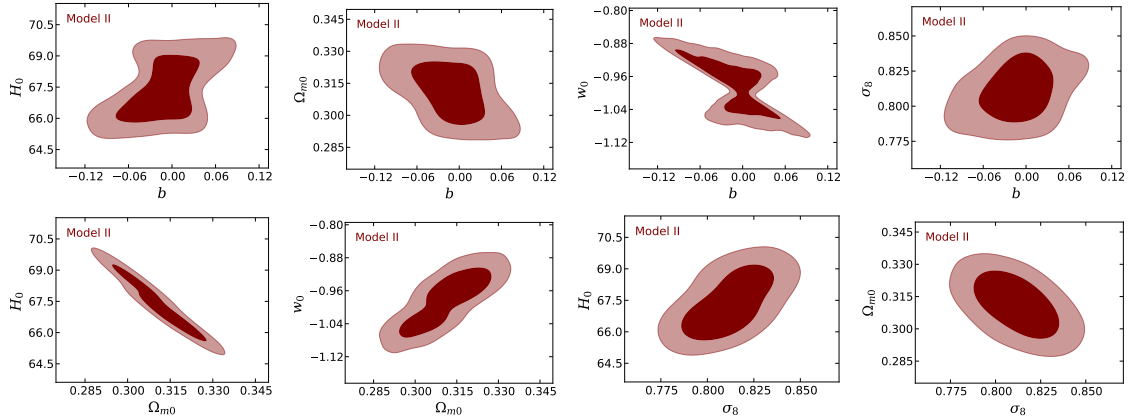 Model II
70.5
69.0
67.5
66.0
64.5
H₀
−0.12 −0.06 0.00 0.06 0.12
b
Model II
0.345
0.330
0.315
0.300
0.285
Ωₘ₀
−0.12 −0.06 0.00 0.06 0.12
b
Model II
−0.80
−0.88
−0.96
−1.04
−1.12
w₀
−0.12 −0.06 0.00 0.06 0.12
b
Model II
0.850
0.825
0.800
0.775
σ₈
−0.12 −0.06 0.00 0.06 0.12
b
Model II
70.5
69.0
67.5
66.0
64.5
H₀
0.285 0.300 0.315 0.330 0.345
Ωₘ₀
Model II
−0.80
−0.88
−0.96
−1.04
−1.12
w₀
0.285 0.300 0.315 0.330 0.345
Ωₘ₀
Model II
70.5
69.0
67.5
66.0
64.5
H₀
0.775 0.800 0.825 0.850
σ₈
Model II
0.345
0.330
0.315
0.300
0.285
Ωₘ₀
0.775 0.800 0.825 0.850
σ₈